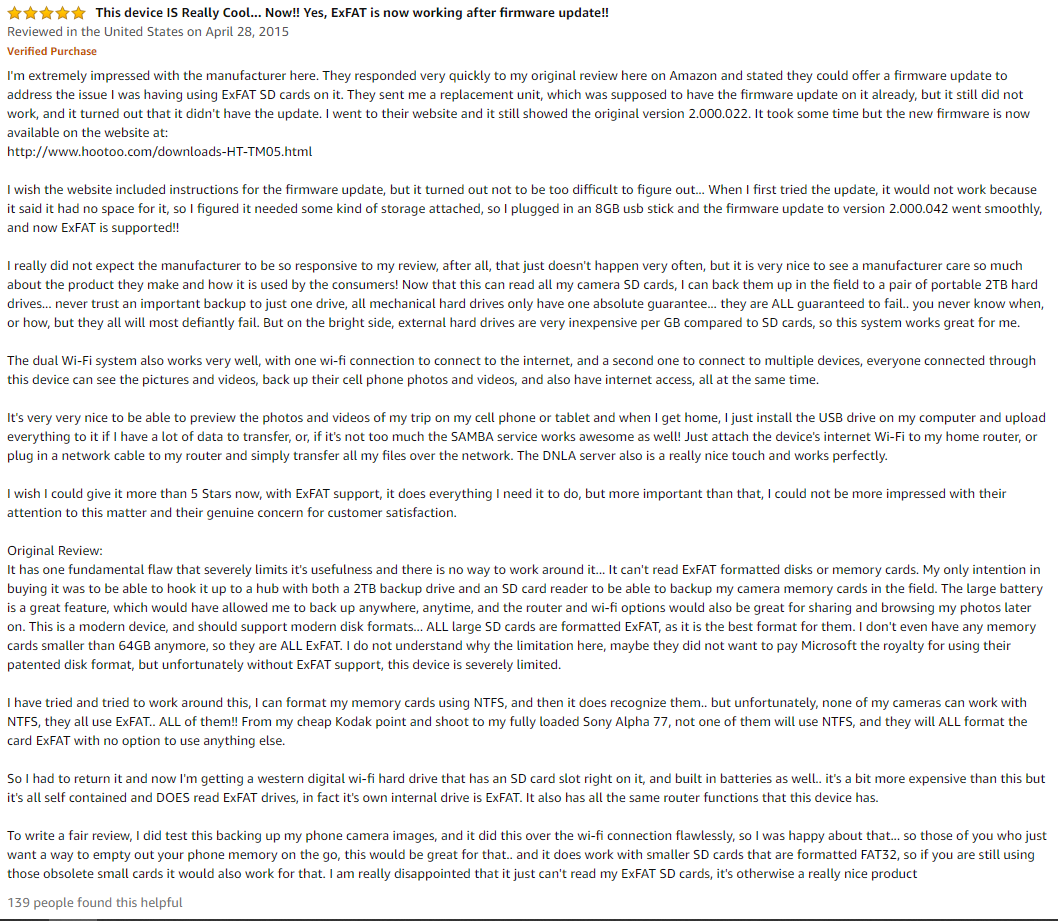 This device IS Really Cool... Now!! Yes, ExFAT is now working after firmware update!!
Reviewed in the United States on April 28, 2015
Verified Purchase
I'm extremely impressed with the manufacturer here. They responded very quickly to my original review here on Amazon and stated they could offer a firmware update to
address the issue I was having using ExFAT SD cards on it. They sent me a replacement unit, which was supposed to have the firmware update on it already, but it still did not
work, and it turned out that it didn't have the update. I went to their website and it still showed the original version 2.000.022. It took some time but the new firmware is now
available on the website at:
http://www.hootoo.com/downloads-HT-TM05.html
I wish the website included instructions for the firmware update, but it turned out not to be too difficult to figure out... When I first tried the update, it would not work because
it said it had no space for it, so I figured it needed some kind of storage attached, so I plugged in an 8GB usb stick and the firmware update to version 2.000.042 went smoothly,
and now ExFAT is supported!!
I really did not expect the manufacturer to be so responsive to my review, after all, that just doesn't happen very often, but it is very nice to see a manufacturer care so much
about the product they make and how it is used by the consumers! Now that this can read all my camera SD cards, I can back them up in the field to a pair of portable 2TB hard
drives... never trust an important backup to just one drive, all mechanical hard drives only have one absolute guarantee... they are ALL guaranteed to fail.. you never know when,
or how, but they all will most defiantly fail. But on the bright side, external hard drives are very inexpensive per GB compared to SD cards, so this system works great for me.
The dual Wi-Fi system also works very well, with one wi-fi connection to connect to the internet, and a second one to connect to multiple devices, everyone connected through
this device can see the pictures and videos, back up their cell phone photos and videos, and also have internet access, all at the same time.
It's very very nice to be able to preview the photos and videos of my trip on my cell phone or tablet and when I get home, I just install the USB drive on my computer and upload
everything to it if I have a lot of data to transfer, or, if it's not too much the SAMBA service works awesome as well! Just attach the device's internet Wi-Fi to my home router, or
plug in a network cable to my router and simply transfer all my files over the network. The DNLA server also is a really nice touch and works perfectly.
I wish I could give it more than 5 Stars now, with ExFAT support, it does everything I need it to do, but more important than that, I could not be more impressed with their
attention to this matter and their genuine concern for customer satisfaction.
Original Review:
It has one fundamental flaw that severely limits it's usefulness and there is no way to work around it... It can't read ExFAT formatted disks or memory cards. My only intention in
buying it was to be able to hook it up to a hub with both a 2TB backup drive and an SD card reader to be able to backup my camera memory cards in the field. The large battery
is a great feature, which would have allowed me to back up anywhere, anytime, and the router and wi-fi options would also be great for sharing and browsing my photos later
on. This is a modern device, and should support modern disk formats... ALL large SD cards are formatted ExFAT, as it is the best format for them. I don't even have any memory
cards smaller than 64GB anymore, so they are ALL ExFAT. I do not understand why the limitation here, maybe they did not want to pay Microsoft the royalty for using their
patented disk format, but unfortunately without ExFAT support, this device is severely limited.
I have tried and tried to work around this, I can format my memory cards using NTFS, and then it does recognize them.. but unfortunately, none of my cameras can work with
NTFS, they all use ExFAT.. ALL of them!! From my cheap Kodak point and shoot to my fully loaded Sony Alpha 77, not one of them will use NTFS, and they will ALL format the
card ExFAT with no option to use anything else.
So I had to return it and now I'm getting a western digital wi-fi hard drive that has an SD card slot right on it, and built in batteries as well.. it's a bit more expensive than this but
it's all self contained and DOES read ExFAT drives, in fact it's own internal drive is ExFAT. It also has all the same router functions that this device has.
To write a fair review, I did test this backing up my phone camera images, and it did this over the wi-fi connection flawlessly, so I was happy about that... so those of you who just
want a way to empty out your phone memory on the go, this would be great for that.. and it does work with smaller SD cards that are formatted FAT32, so if you are still using
those obsolete small cards it would also work for that. I am really disappointed that it just can't read my ExFAT SD cards, it's otherwise a really nice product
139 people found this helpful